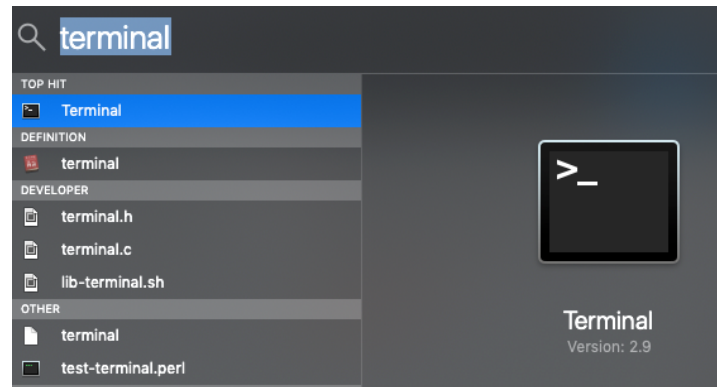 terminal
TOP HIT
Terminal
DEFINITION
terminal
DEVELOPER
terminal.h
terminal.c
lib-terminal.sh
OTHER
terminal
test-terminal.perl
>_
Terminal
Version: 2.9